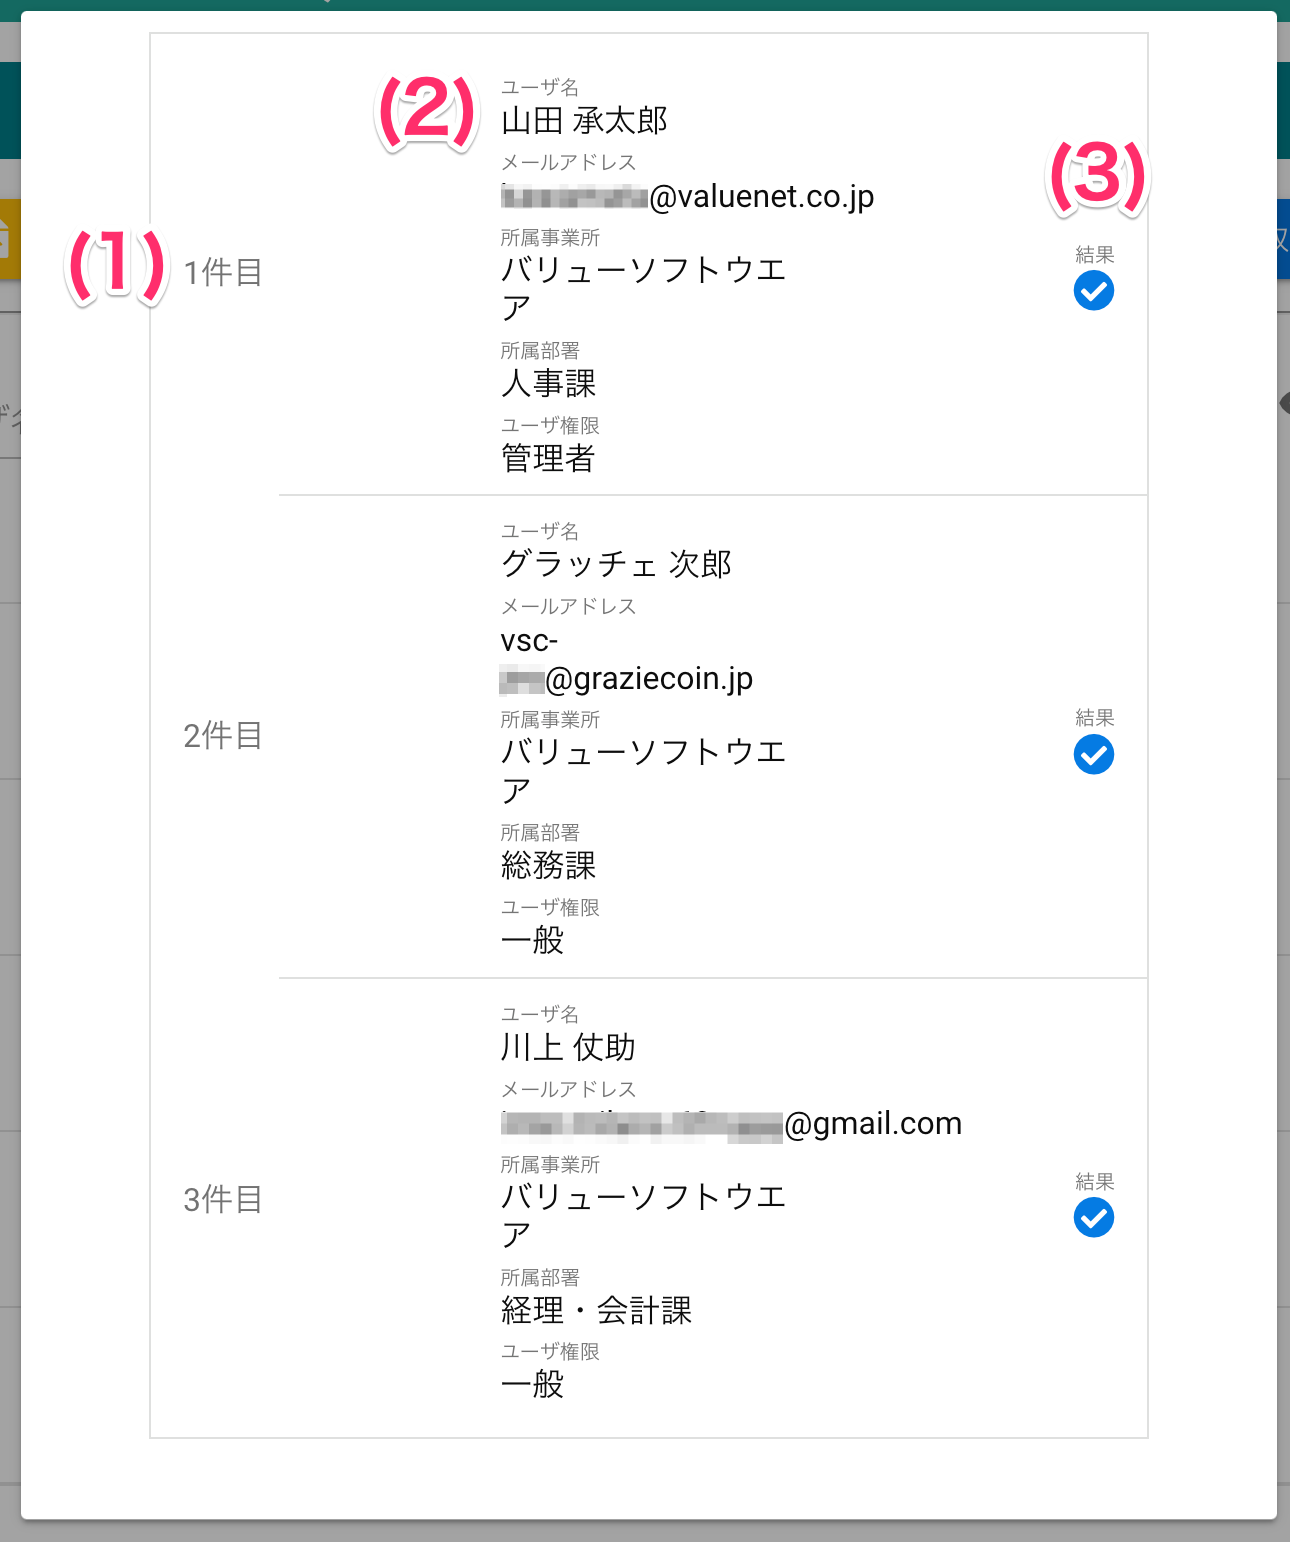 (2)
ユーザ名
山田 承太郎
メールアドレス
@valuenet.co.jp
(3)
所属事業所
バリューソフトウエ
ア
(1)
1件目
結果
所属部署
人事課
ユーザ権限
管理者
ユーザ名
グラッチェ 次郎
メールアドレス
vsc-
@graziecoin.jp
所属事業所
バリューソフトウエ
ア
2件目
結果
所属部署
総務課
ユーザ権限
一般
ユーザ名
川上 仗助
メールアドレス
@gmail.com
所属事業所
バリューソフトウエ
ア
3件目
結果
所属部署
経理・会計課
ユーザ権限
一般